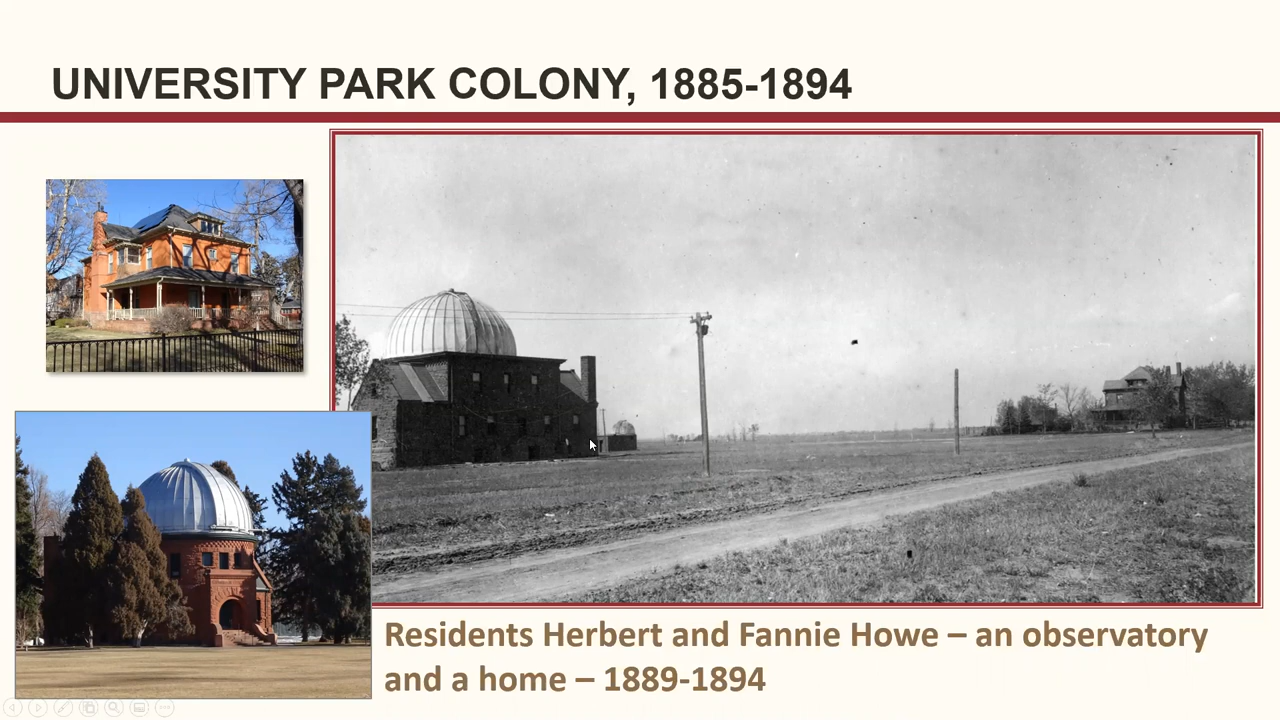 UNIVERSITY PARK COLONY, 1885-1894
Residents Herbert and Fannie Howe – an observatory
and a home – 1889-1894